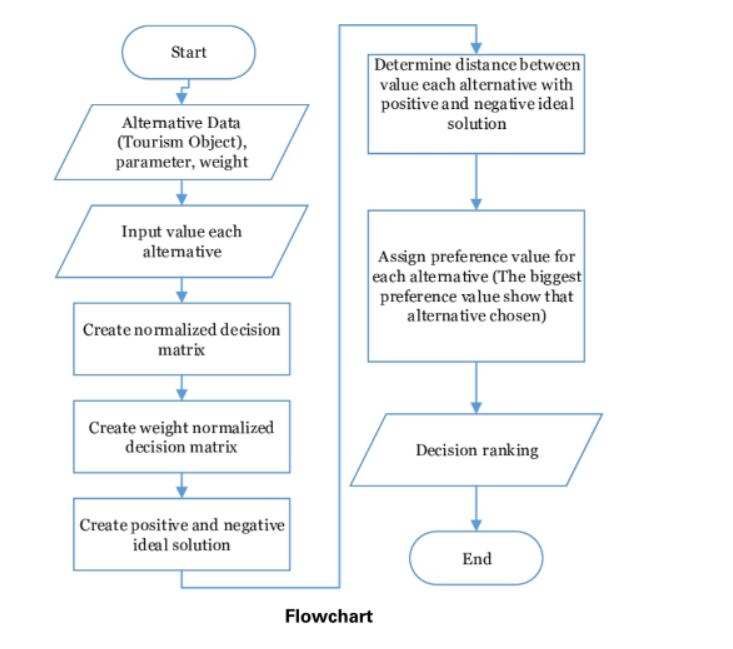 Start
Alternative Data
(Tourism Object),
parameter, weight
Input value each
alternative
Create normalized decision
matrix
Create weight normalized
decision matrix
Create positive and negative
ideal solution
Determine distance between
value each alternative with
positive and negative ideal
solution
Assign preference value for
each alternative (The biggest
preference value show that
alternative chosen)
Decision ranking
End
Flowchart